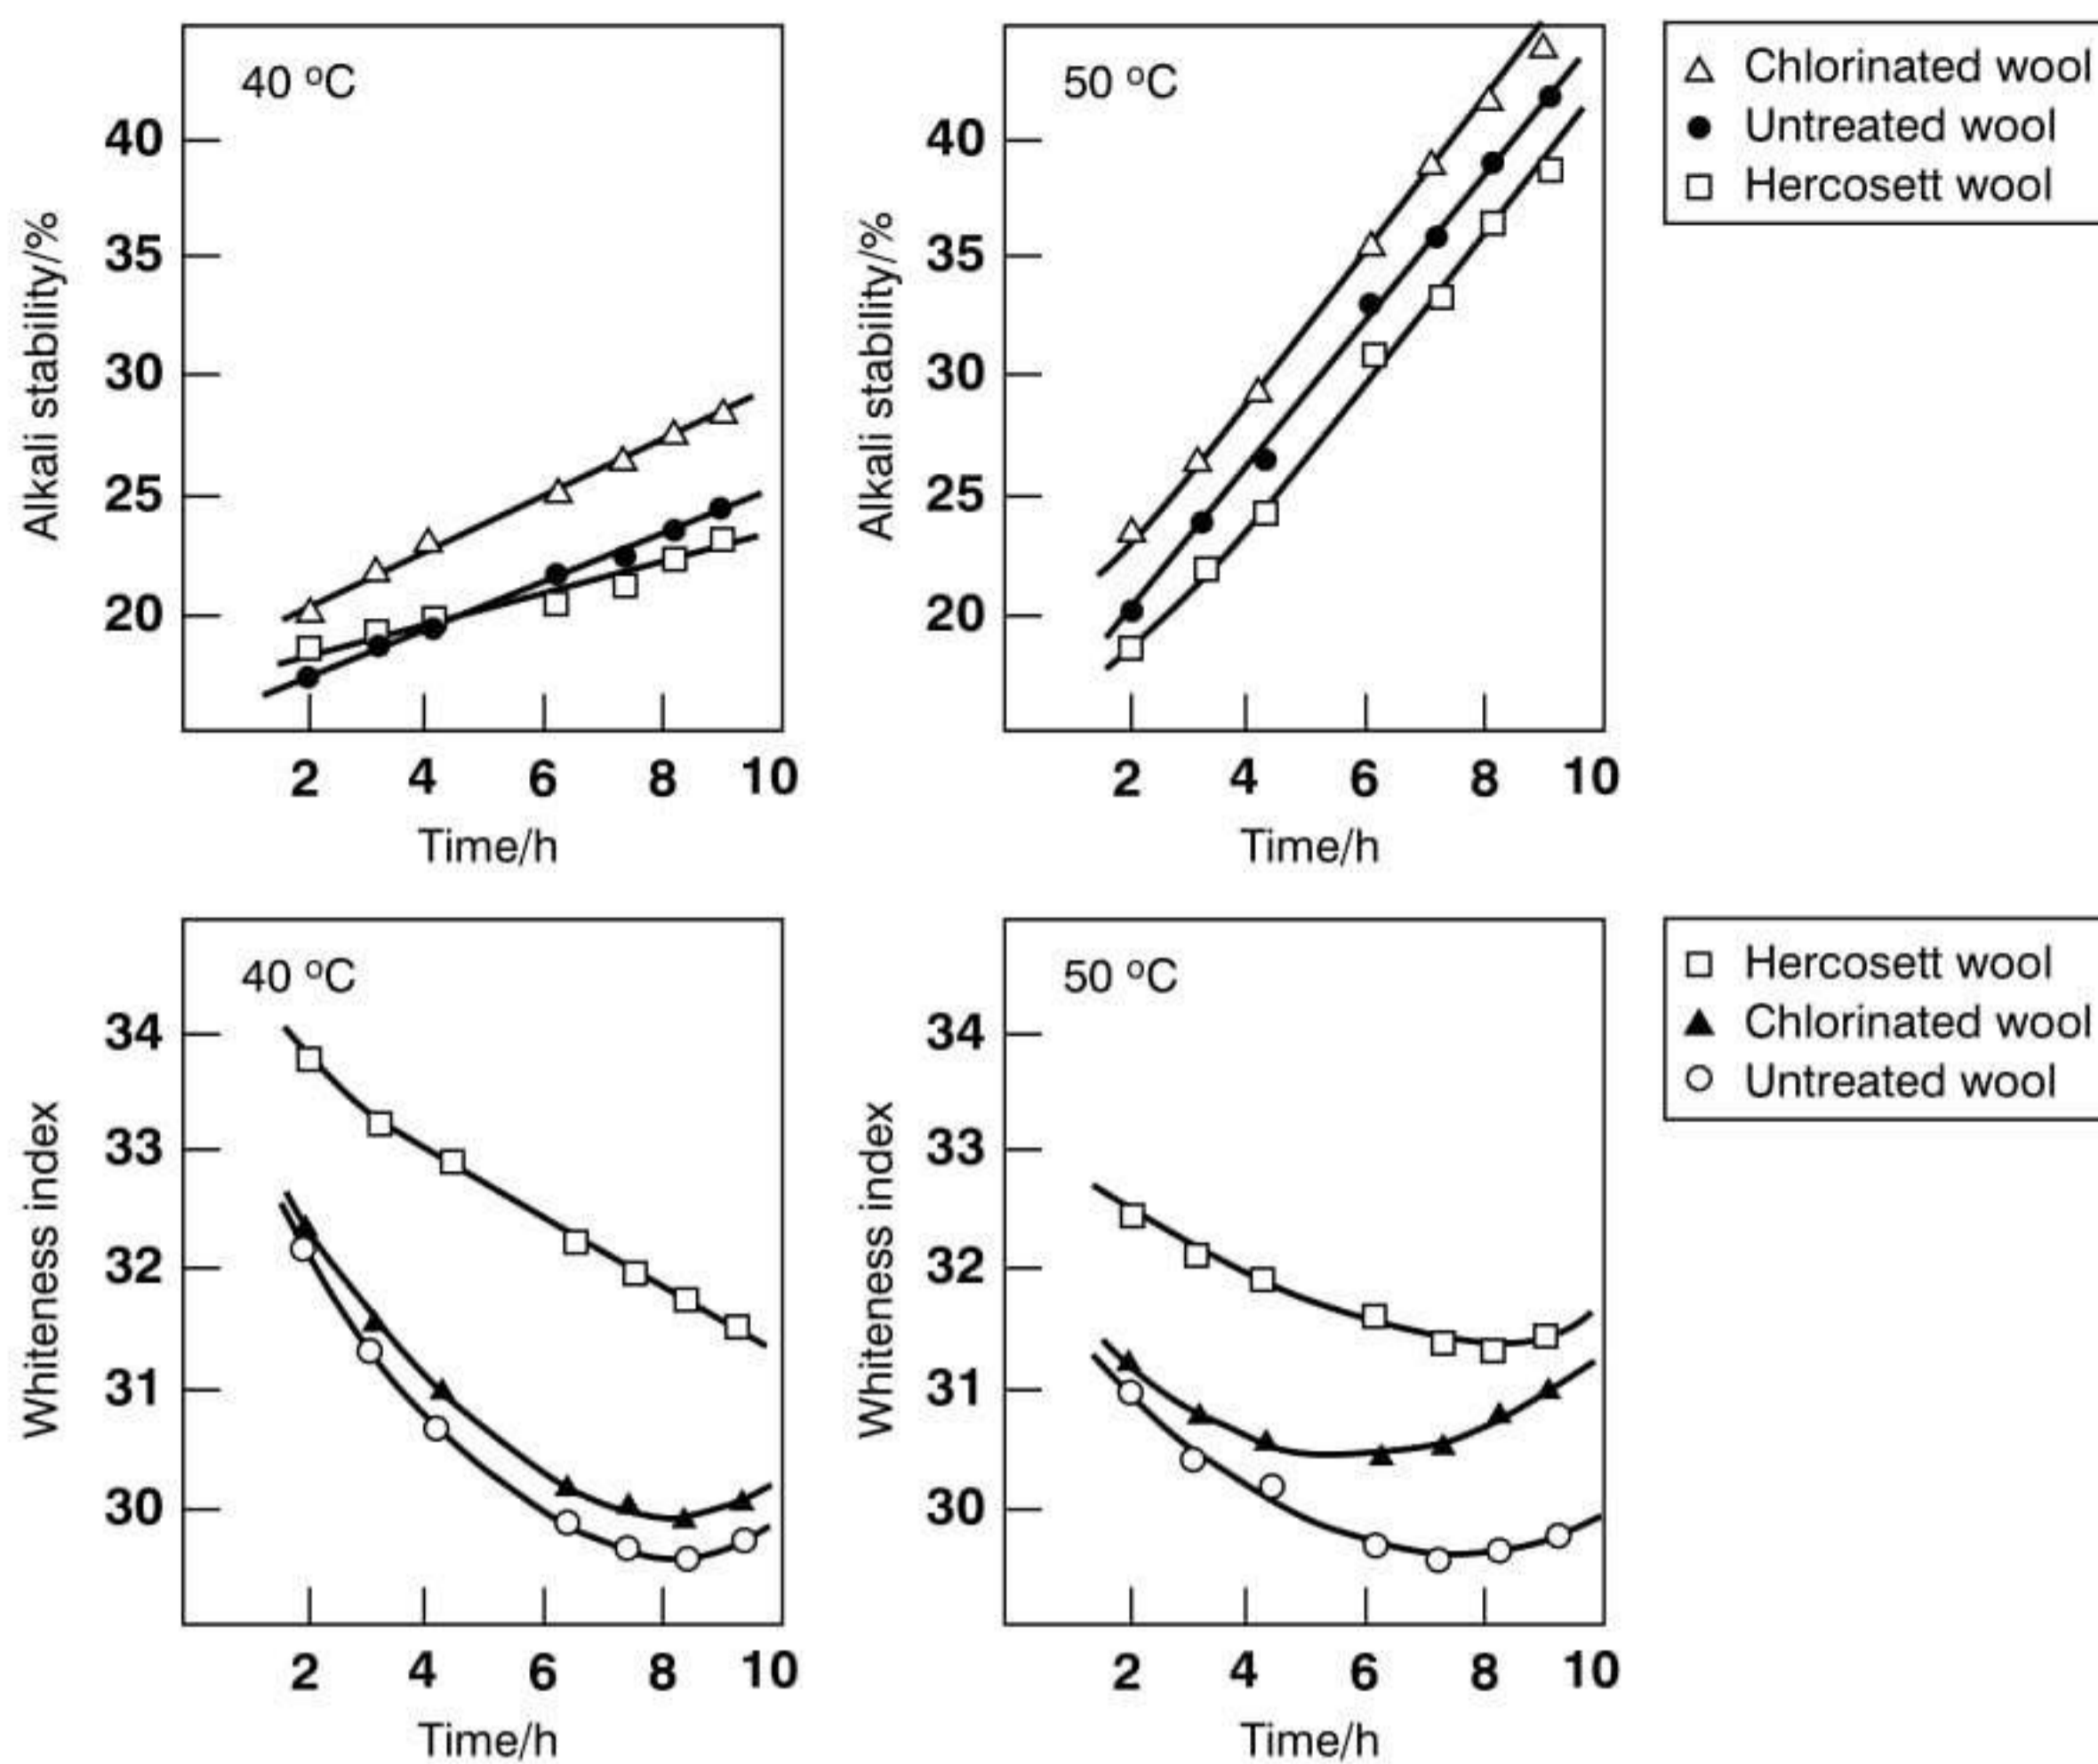 40 °C
Alkali stability/%
40
35
30
25
20
2 4 6 8 10
Time/h
50 °C
Alkali stability/%
40
35
30
25
20
2 4 6 8 10
Time/h
Chlorinated wool
Untreated wool
Hercosett wool
40 °C
Whiteness index
34
33
32
31
30
2 4 6 8 10
Time/h
50 °C
Whiteness index
34
33
32
31
30
2 4 6 8 10
Time/h
Hercosett wool
Chlorinated wool
Untreated wool